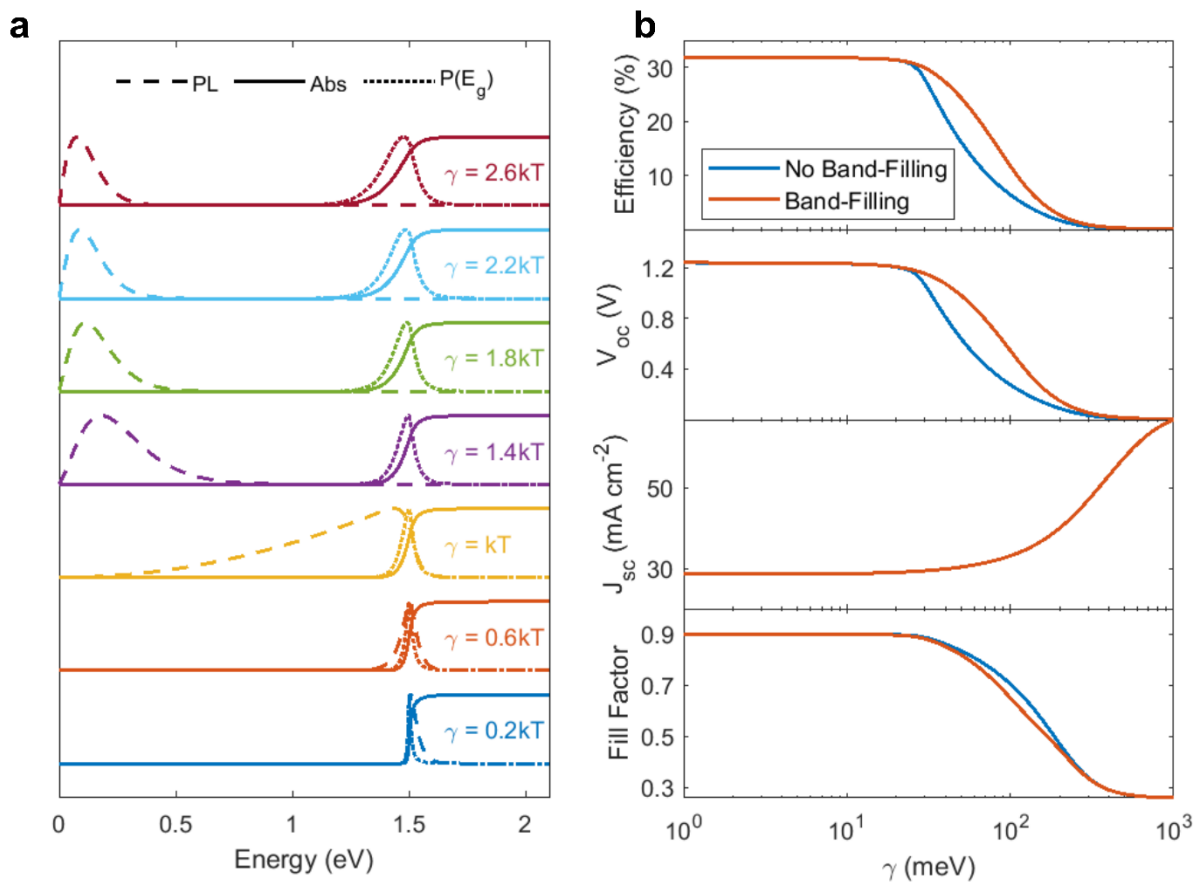 a
PL Abs P(E_g)
γ = 2.6kT
γ = 2.2kT
γ = 1.8kT
γ = 1.4kT
γ = kT
γ = 0.6kT
γ = 0.2kT
0 0.5 1 1.5 2
Energy (eV)
b
Efficiency (%)
30
20
10
No Band-Filling
Band-Filling
V_oc (V)
1.2
0.8
0.4
J_sc (mA cm^-2)
50
30
Fill Factor
0.9
0.7
0.5
0.3
10^0 10^1 10^2 10^3
γ (meV)